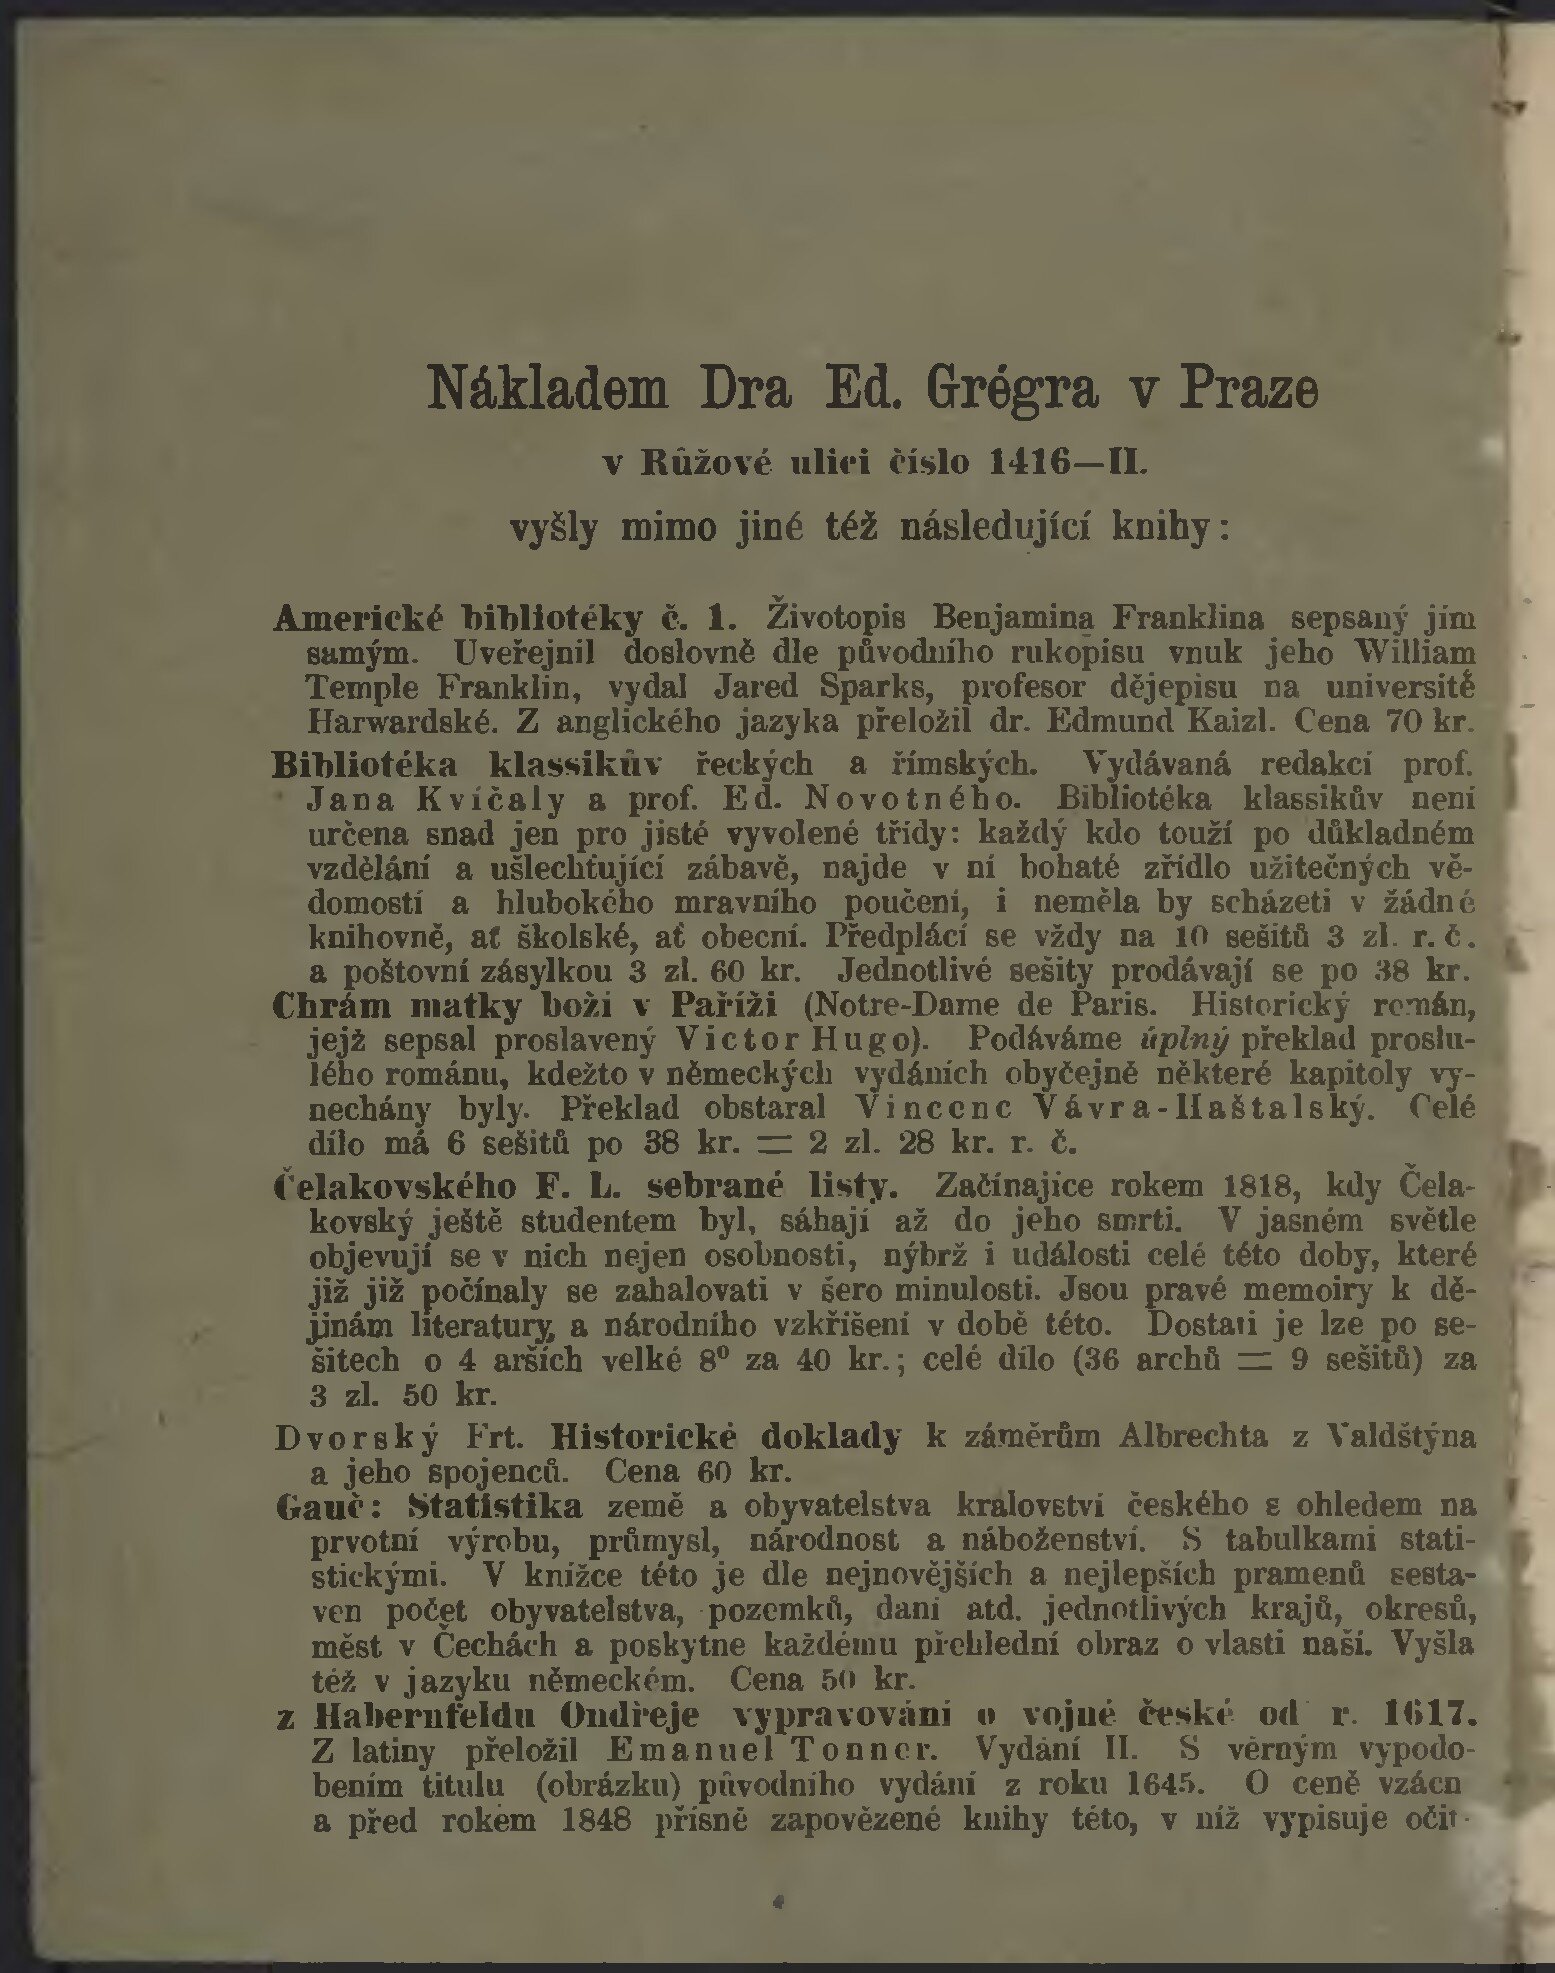 Nákladem Dra Ed. Grégra v Praze
v Růžové ulici číslo 1416—II.
vyšly mimo jiné též následující knihy:
Americké bibliotéky č. 1. Životopis Benjamina Franklina sepsaný jím
samým. Uveřejnil doslovně dle původního rukopisu vnuk jeho William
Temple Franklin, vydal Jared Sparks, profesor dějepisu na universitě
Harwardské. Z anglického jazyka přeložil dr. Edmund Kaizl. Cena 70 kr.
Bibliotéka klassikův řeckých a římských. Vydávaná redakcí prof.
Jana Kvíčaly a prof. Ed. Novotného. Bibliotéka klassikův není
určena snad jen pro jisté vyvolené třídy: každý kdo touží po důkladném
vzdělání a ušlechťující zábavě, najde v ní bohaté zřídlo užitečných vě-
domostí a hlubokého mravního poučení, i neměla by scházeti v žádné
knihovně, ať školské, ať obecní. Předplácí se vždy na 10 sešitů 3 zl. r. č.
a poštovní zásylkou 3 zl. 60 kr. Jednotlivé sešity prodávají se po 38 kr.
Chrám matky boží v Paříži (Notre-Dame de Paris. Historický román,
jejž sepsal proslavený Victor Hugo). Podáváme úplný překlad proslu-
lého románu, kdežto v německých vydáních obyčejně některé kapitoly vy-
nechány byly. Překlad obstaral Vincenc Vávra-Haštalský. Celé
dílo má 6 sešitů po 38 kr. = 2 zl. 28 kr. r. č.
Čelakovského F. L. sebrané listy. Začínajíce rokem 1818, kdy Čela-
kovský ještě studentem byl, sáhají až do jeho smrti. V jasném světle
objevují se v nich nejen osobnosti, nýbrž i události celé této doby, které
již již počínaly se zahalovati v šero minulosti. Jsou pravé memoiry k dě-
jinám literatury, a národního vzkříšení v době této. Dostati je lze po se-
šitech o 4 arších velké 8⁰ za 40 kr.; celé dílo (36 archů = 9 sešitů) za
3 zl. 50 kr.
Dvorský Frt. Historické doklady k záměrům Albrechta z Valdštýna
a jeho spojenců. Cena 60 kr.
Gauč: Statistika země a obyvatelstva království českého s ohledem na
prvotní výrobu, průmysl, národnost a náboženství. S tabulkami stati-
stickými. V knížce této je dle nejnovějších a nejlepších pramenů sesta-
ven počet obyvatelstva, pozemků, daní atd. jednotlivých krajů, okresů,
měst v Čechách a poskytne každému přehlední obraz o vlasti naší. Vyšla
též v jazyku německém. Cena 50 kr.
z Habernfeldu Ondřeje vypravování o vojně české od r. 1617.
Z latiny přeložil Emanuel Tonner. Vydání II. S věrným vypodo-
bením titulu (obrázku) původního vydání z roku 1645. O ceně vzácn
a před rokem 1848 přísně zapovězené knihy této, v níž vypisuje očit-